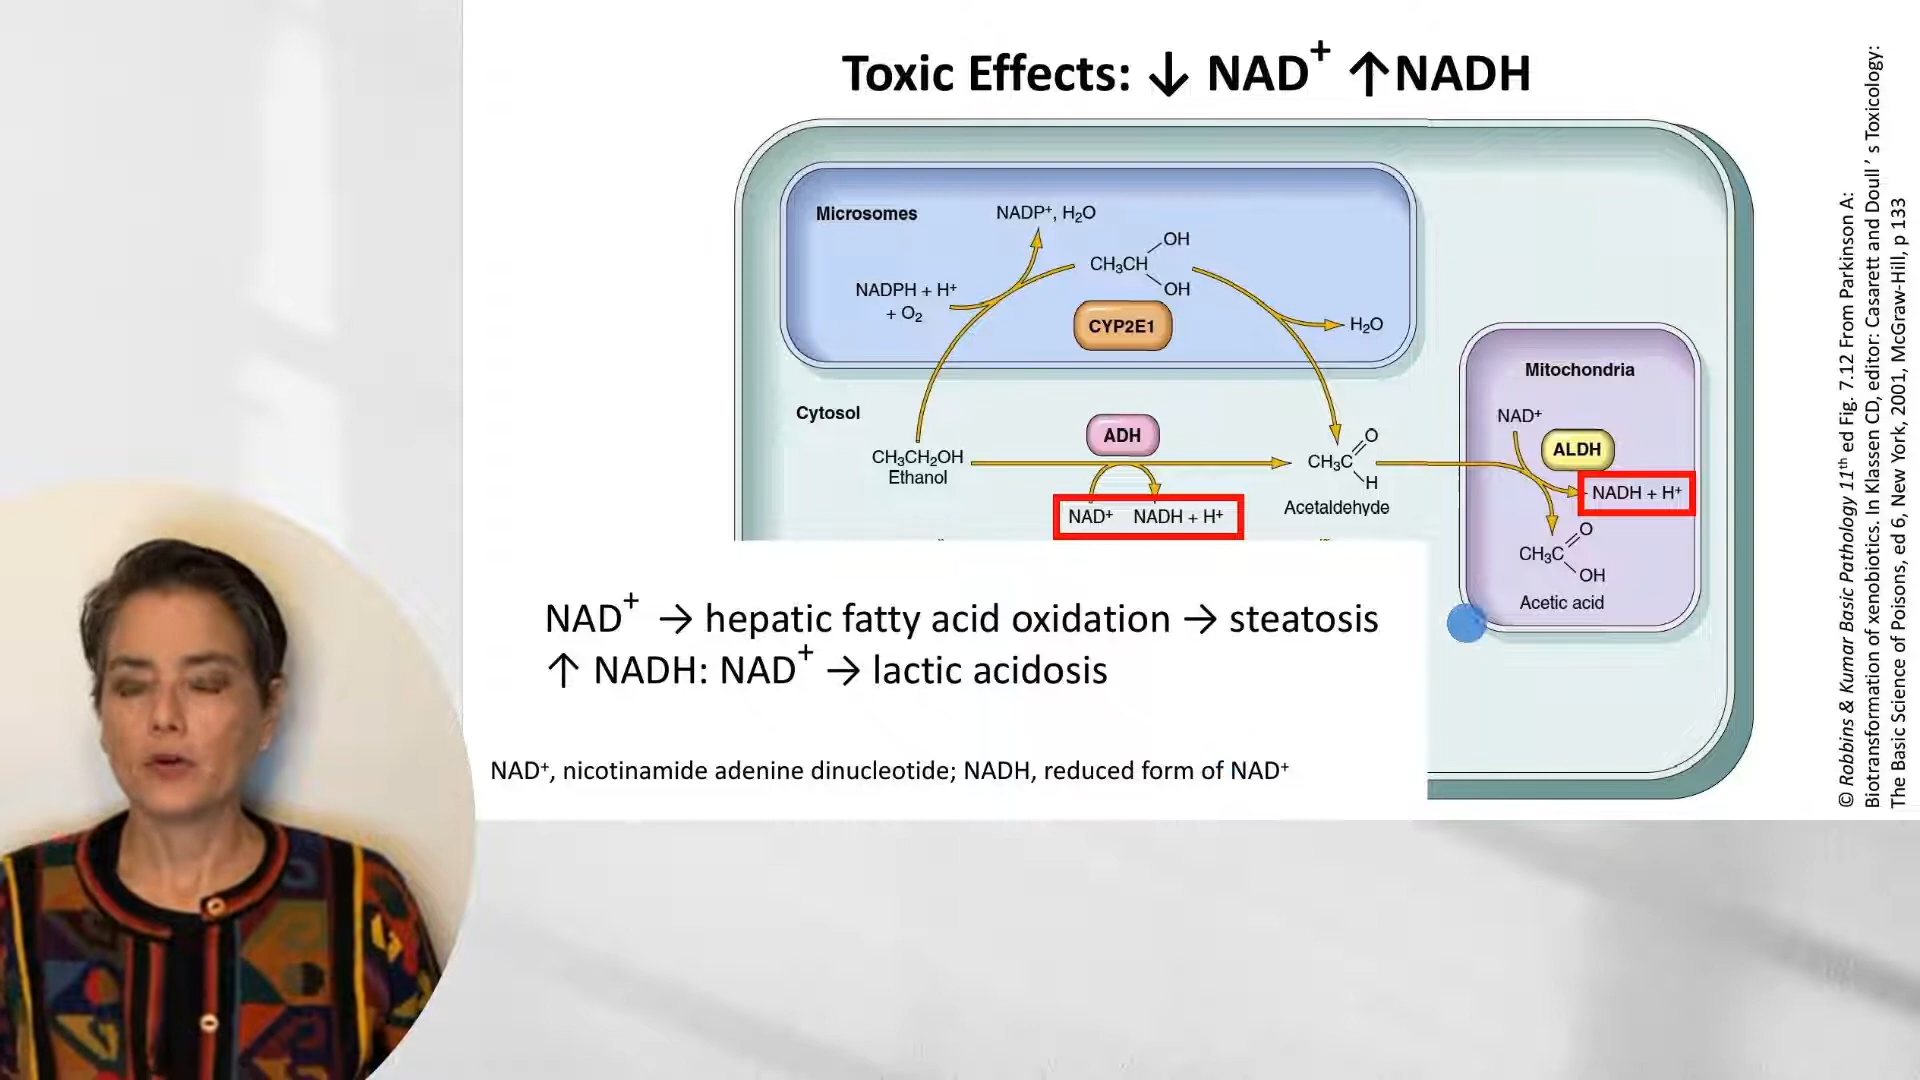 Toxic Effects: ↓ NAD⁺ ↑NADH
Microsomes
NADP⁺, H₂O
OH
CH₃CH
OH
NADPH + H⁺
+ O₂
CYP2E1
H₂O
Cytosol
ADH
CH₃CH₂OH
Ethanol
NAD⁺ NADH + H⁺
O
CH₃C
H
Acetaldehyde
Mitochondria
NAD⁺
ALDH
NADH + H⁺
O
CH₃C
OH
Acetic acid
NAD⁺ → hepatic fatty acid oxidation → steatosis
↑ NADH: NAD⁺ → lactic acidosis
NAD⁺, nicotinamide adenine dinucleotide; NADH, reduced form of NAD⁺
© Robbins & Kumar Basic Pathology 11ᵗʰ ed Fig. 7.12 From Parkinson A:
Biotransformation of xenobiotics. In Klassen CD, editor: Casarett and Doull ’ s Toxicology:
The Basic Science of Poisons, ed 6, New York, 2001, McGraw-Hill, p 133